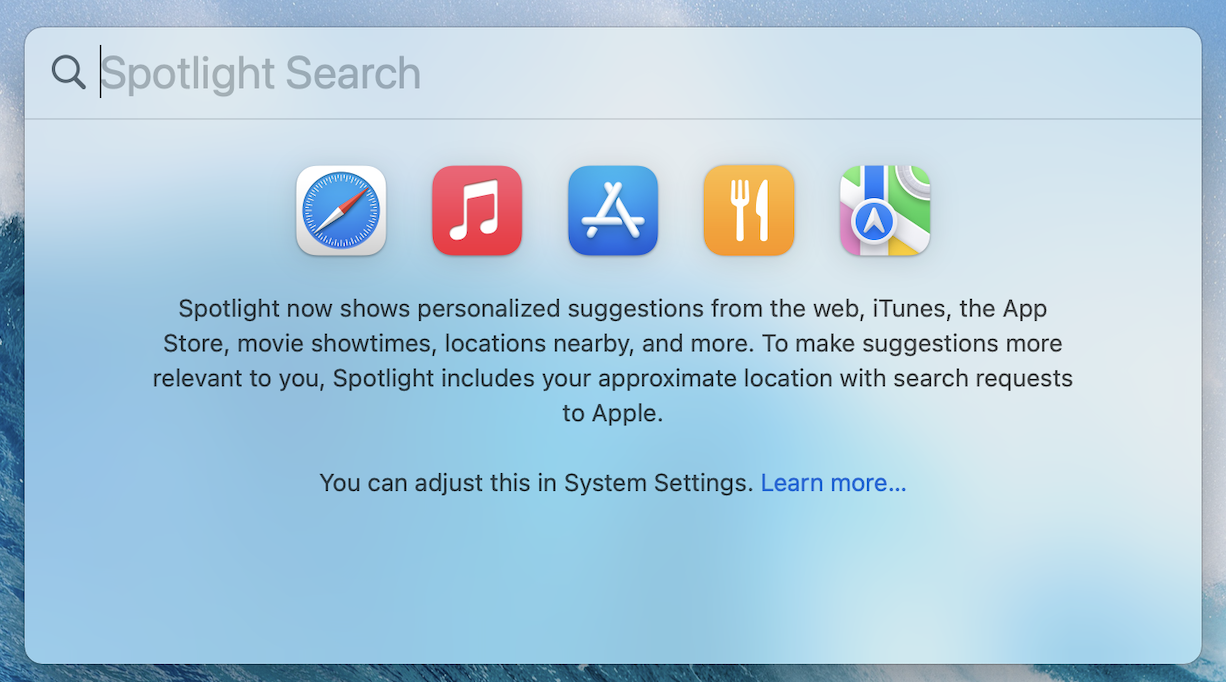 Spotlight Search
Spotlight now shows personalized suggestions from the web, iTunes, the App
Store, movie showtimes, locations nearby, and more. To make suggestions more
relevant to you, Spotlight includes your approximate location with search requests
to Apple.
You can adjust this in System Settings. Learn more...